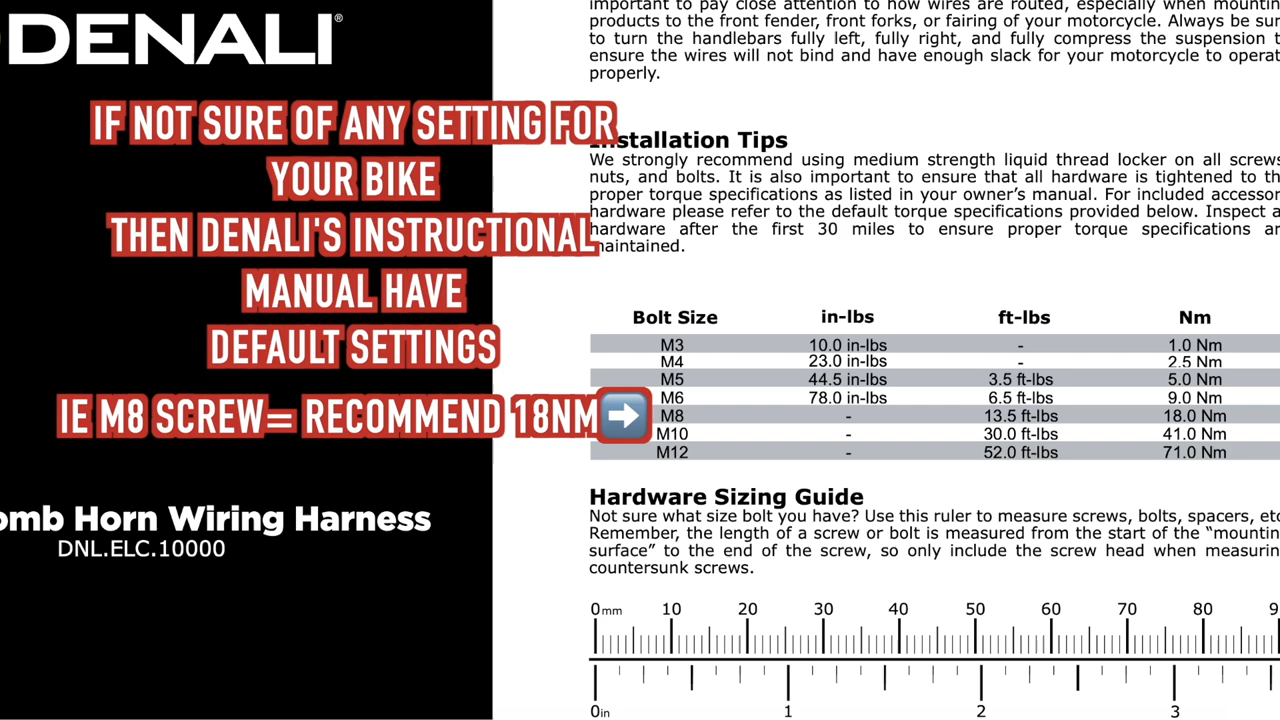 DENALI®
IF NOT SURE OF ANY SETTING FOR
YOUR BIKE
THEN DENALI'S INSTRUCTIONAL
MANUAL HAVE
DEFAULT SETTINGS
IE M8 SCREW= RECOMMEND 18NM
omb Horn Wiring Harness
DNL.ELC.10000
important to pay close attention to how wires are routed, especially when mountin
products to the front fender, front forks, or fairing of your motorcycle. Always be sur
to turn the handlebars fully left, fully right, and fully compress the suspension t
ensure the wires will not bind and have enough slack for your motorcycle to operat
properly.
Installation Tips
We strongly recommend using medium strength liquid thread locker on all screws
nuts, and bolts. It is also important to ensure that all hardware is tightened to th
proper torque specifications as listed in your owner's manual. For included accessor
hardware please refer to the default torque specifications provided below. Inspect a
hardware after the first 30 miles to ensure proper torque specifications ar
maintained.
Bolt Size in-lbs ft-lbs Nm
M3 10.0 in-lbs - 1.0 Nm
M4 23.0 in-lbs - 2.5 Nm
M5 44.5 in-lbs 3.5 ft-lbs 5.0 Nm
M6 78.0 in-lbs 6.5 ft-lbs 9.0 Nm
M8 - 13.5 ft-lbs 18.0 Nm
M10 - 30.0 ft-lbs 41.0 Nm
M12 - 52.0 ft-lbs 71.0 Nm
Hardware Sizing Guide
Not sure what size bolt you have? Use this ruler to measure screws, bolts, spacers, etc
Remember, the length of a screw or bolt is measured from the start of the “mountin
surface” to the end of the screw, so only include the screw head when measurin
countersunk screws.
0mm 10 20 30 40 50 60 70 80 9
0in 1 2 3